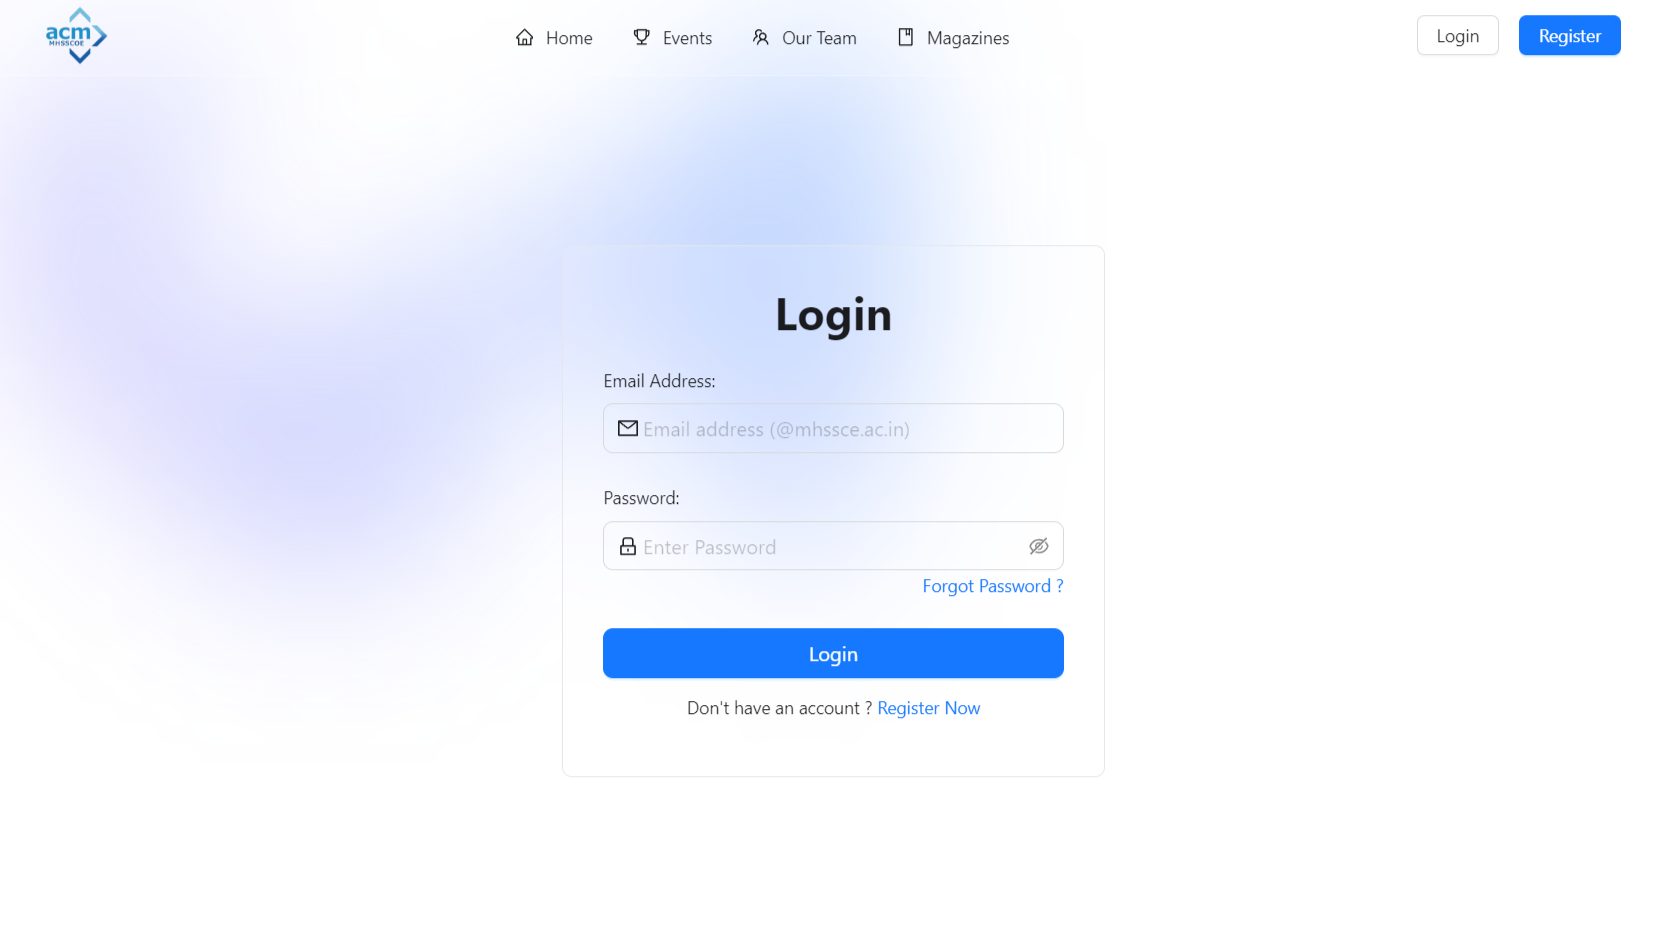 acm
MHSSCOE
Home
Events
Our Team
Magazines
Login
Register
Login
Email Address:
Email address (@mhssce.ac.in)
Password:
Enter Password
Forgot Password ?
Login
Don't have an account ? Register Now